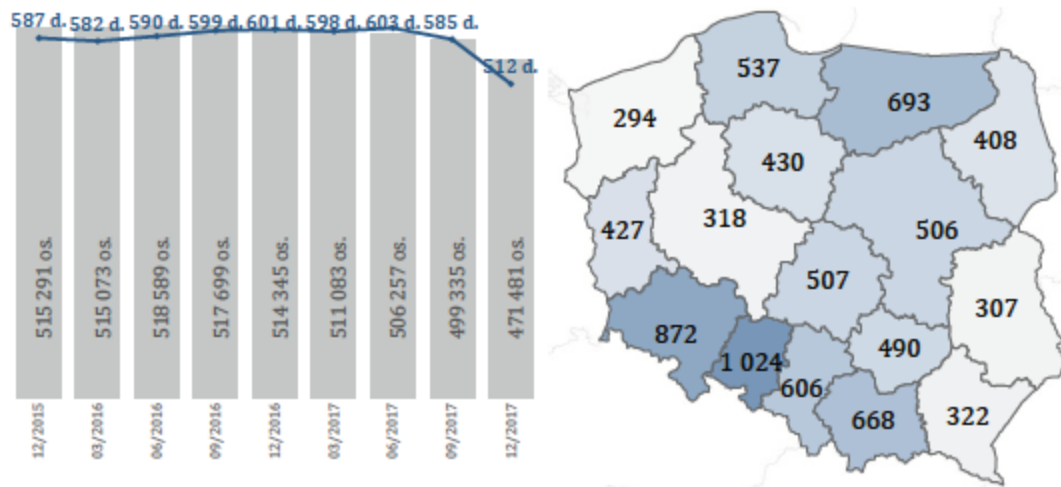 587 d.
582 d.
590 d.
599 d.
601 d.
598 d.
603 d.
585 d.
512 d.
515 291 os.
515 073 os.
518 589 os.
517 699 os.
514 345 os.
511 083 os.
506 257 os.
499 335 os.
471 481 os.
12/2015
03/2016
06/2016
09/2016
12/2016
03/2017
06/2017
09/2017
12/2017
537
693
294
408
430
427
318
506
507
307
872
490
1 024
606
668
322